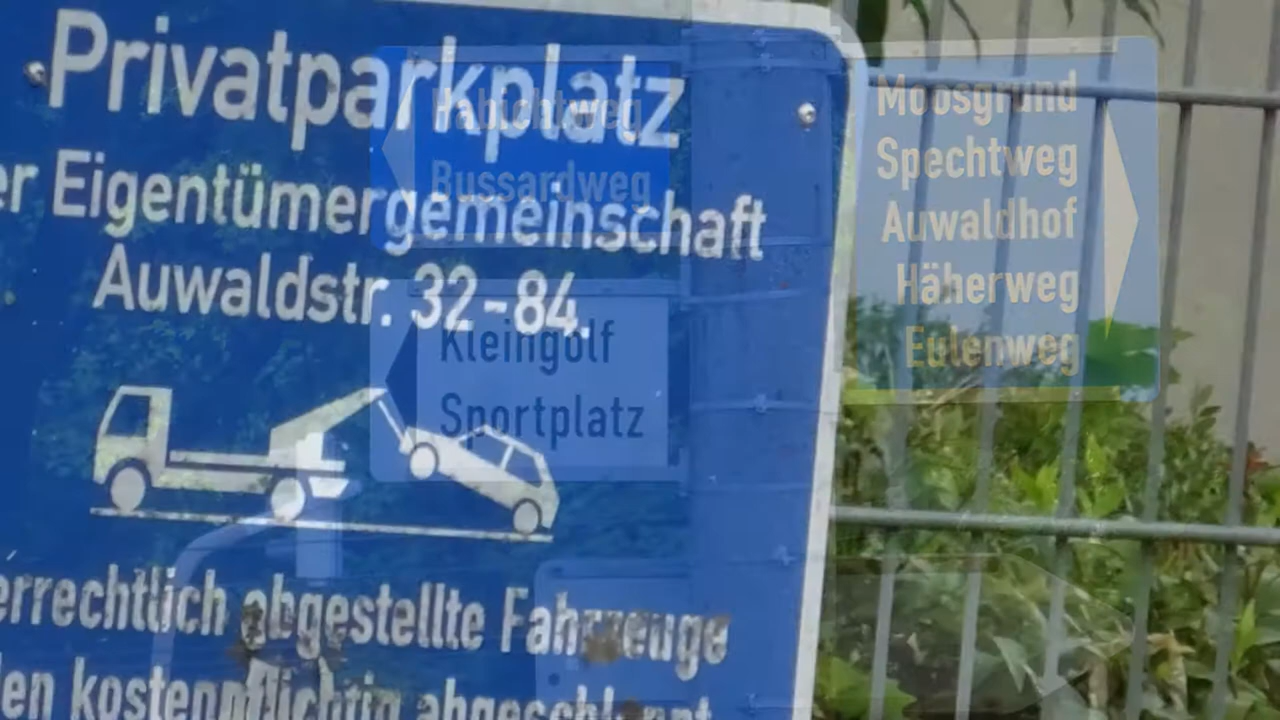 Privatparkplatz
er Eigentümergemeinschaft
Auwaldstr. 32-84.
errechtlich abgestellte Fahrzeuge
en kostenpflichtig abgeschleppt
Habichtweg
Bussardweg
Kleingolf
Sportplatz
Moosgrund
Spechtweg
Auwaldhof
Häherweg
Eulenweg